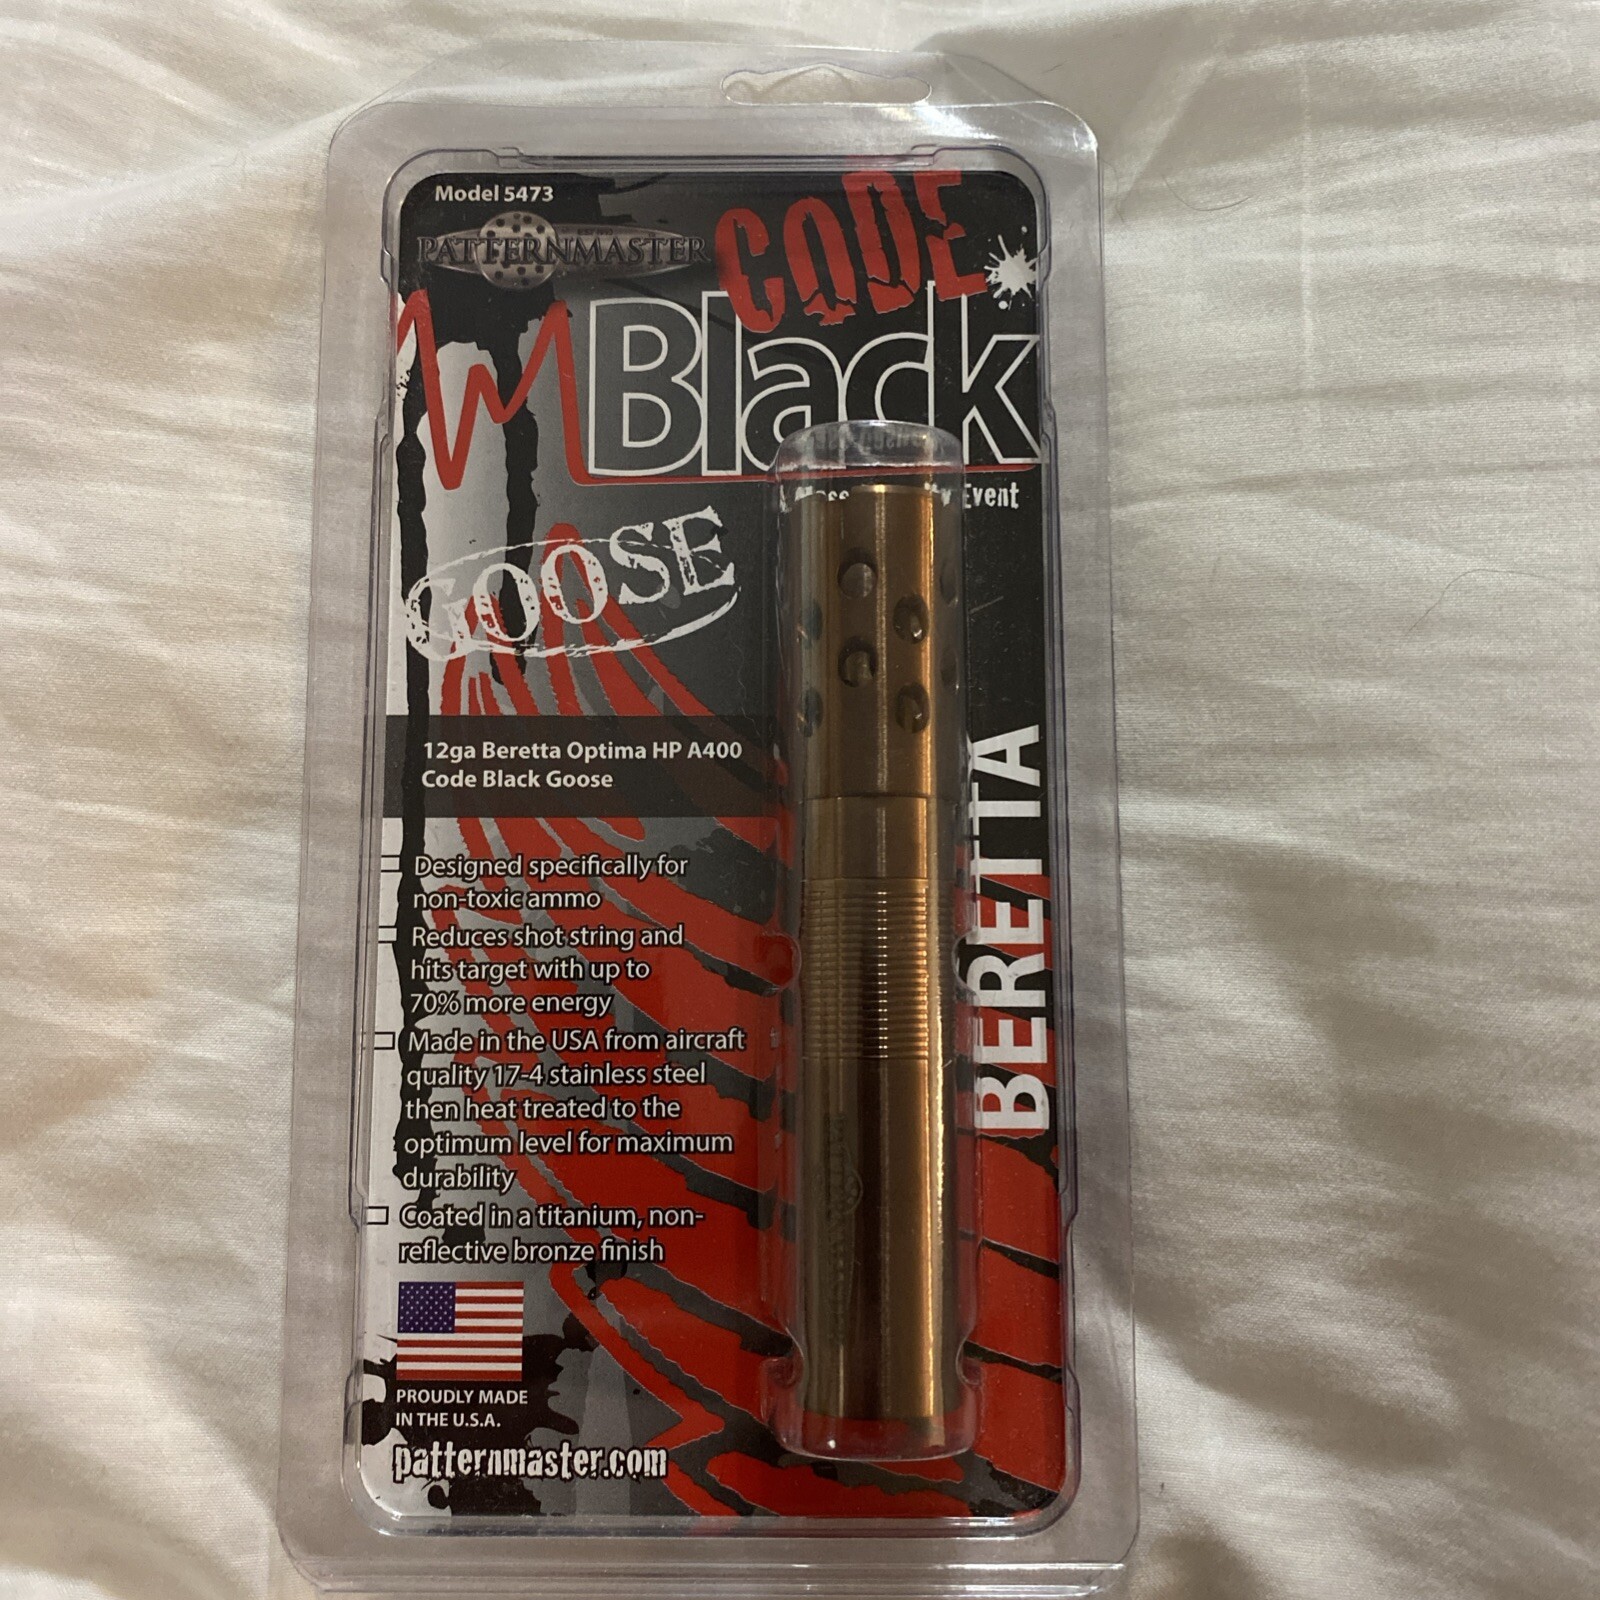 Model 5473
PATTERNMASTER
CODE
Black
Event
GOOSE
12ga Beretta Optima HP A400
Code Black Goose
Designed specifically for
non-toxic ammo
Reduces shot string and
hits target with up to
70% more energy
Made in the USA from aircraft
quality 17-4 stainless steel
then heat treated to the
optimum level for maximum
durability
Coated in a titanium, non-
reflective bronze finish
BERETTA
PROUDLY MADE
IN THE U.S.A.
patternmaster.com